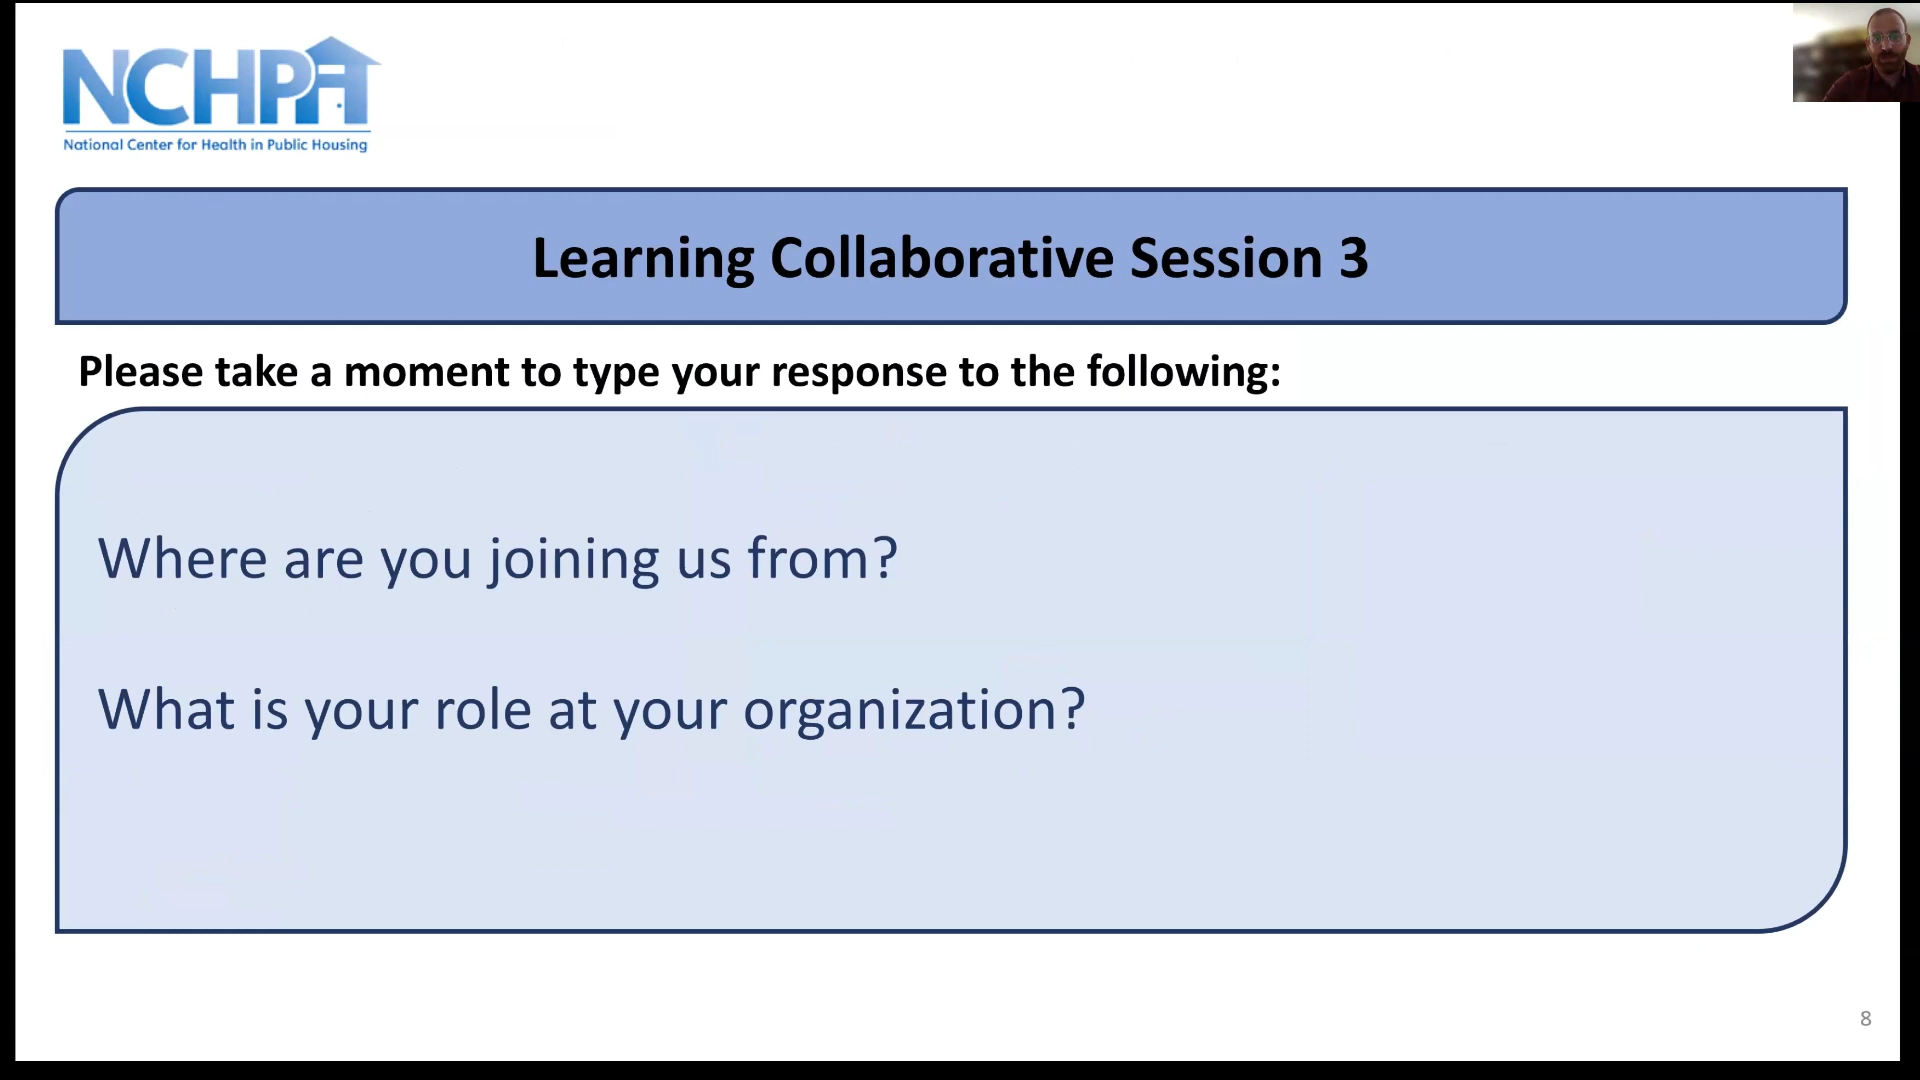 NCHPH
National Center for Health in Public Housing
Learning Collaborative Session 3
Please take a moment to type your response to the following:
Where are you joining us from?
What is your role at your organization?
8